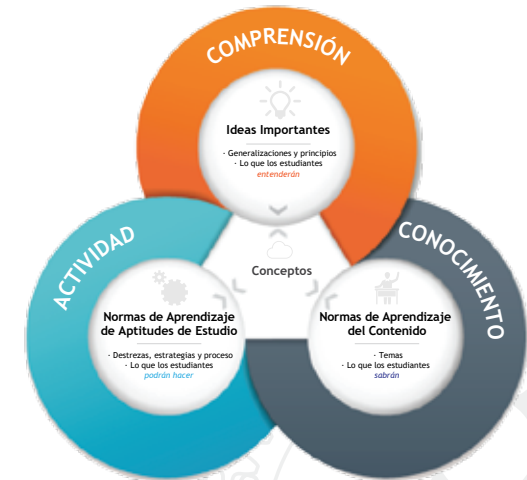 COMPRENSIÓN
Ideas Importantes
· Generalizaciones y principios
· Lo que los estudiantes
entenderán
Conceptos
ACTIVIDAD
Normas de Aprendizaje
de Aptitudes de Estudio
· Destrezas, estrategias y proceso
· Lo que los estudiantes
podrán hacer
CONOCIMIENTO
Normas de Aprendizaje
del Contenido
· Temas
· Lo que los estudiantes
sabrán